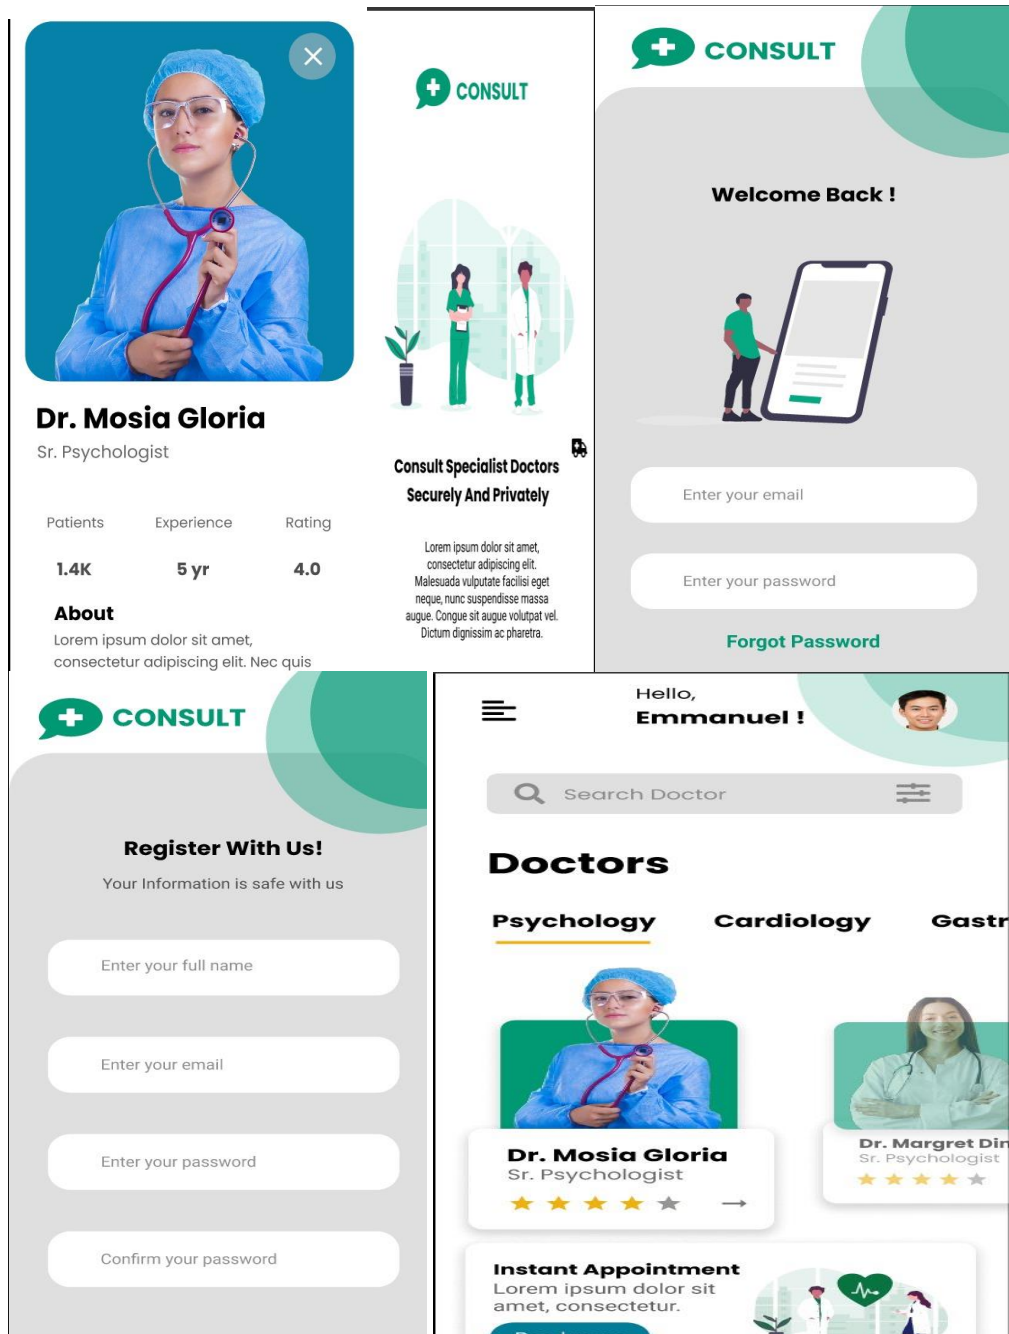 Dr. Mosia Gloria
Sr. Psychologist
Patients Experience Rating
1.4K 5 yr 4.0
About
Lorem ipsum dolor sit amet,
consectetur adipiscing elit. Nec quis
CONSULT
Consult Specialist Doctors
Securely And Privately
Lorem ipsum dolor sit amet,
consectetur adipiscing elit.
Malesuada vulputate facilisi eget
neque, nunc suspendisse massa
augue. Congue sit augue volutpat vel.
Dictum dignissim ac pharetra.
CONSULT
Welcome Back !
Enter your email
Enter your password
Forgot Password
CONSULT
Register With Us!
Your Information is safe with us
Enter your full name
Enter your email
Enter your password
Confirm your password
Hello,
Emmanuel !
Search Doctor
Doctors
Psychology Cardiology Gastr
Dr. Mosia Gloria
Sr. Psychologist
Dr. Margret Din
Sr. Psychologist
Instant Appointment
Lorem ipsum dolor sit
amet, consectetur.